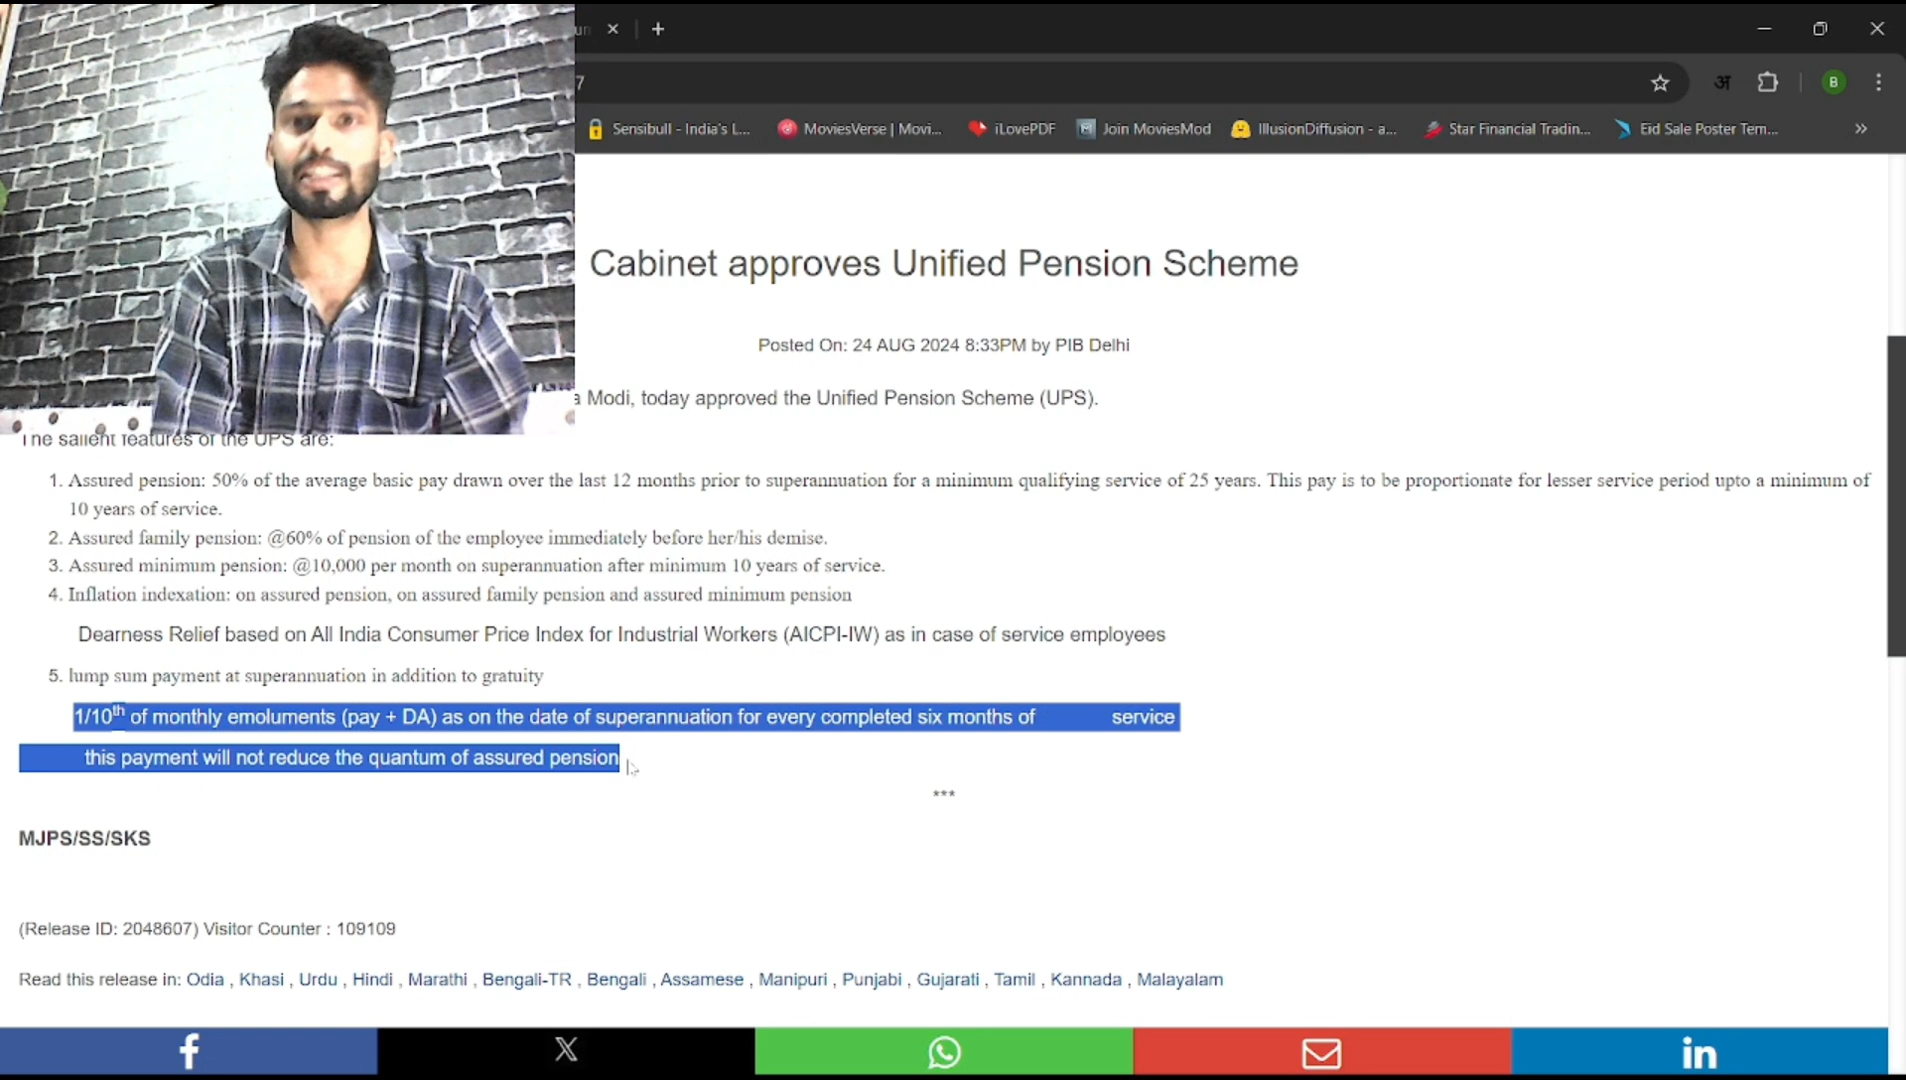 7
अ
B
Sensibull - India's L...
MoviesVerse | Movi...
iLovePDF
Join MoviesMod
IllusionDiffusion - a...
Star Financial Tradin...
Eid Sale Poster Tem...
Cabinet approves Unified Pension Scheme
Posted On: 24 AUG 2024 8:33PM by PIB Delhi
a Modi, today approved the Unified Pension Scheme (UPS).
The salient features of the UPS are:
1. Assured pension: 50% of the average basic pay drawn over the last 12 months prior to superannuation for a minimum qualifying service of 25 years. This pay is to be proportionate for lesser service period upto a minimum of
10 years of service.
2. Assured family pension: @60% of pension of the employee immediately before her/his demise.
3. Assured minimum pension: @10,000 per month on superannuation after minimum 10 years of service.
4. Inflation indexation: on assured pension, on assured family pension and assured minimum pension
Dearness Relief based on All India Consumer Price Index for Industrial Workers (AICPI-IW) as in case of service employees
5. lump sum payment at superannuation in addition to gratuity
1/10th of monthly emoluments (pay + DA) as on the date of superannuation for every completed six months of service
this payment will not reduce the quantum of assured pension
***
MJPS/SS/SKS
(Release ID: 2048607) Visitor Counter : 109109
Read this release in: Odia , Khasi , Urdu , Hindi , Marathi , Bengali-TR , Bengali , Assamese , Manipuri , Punjabi , Gujarati , Tamil , Kannada , Malayalam